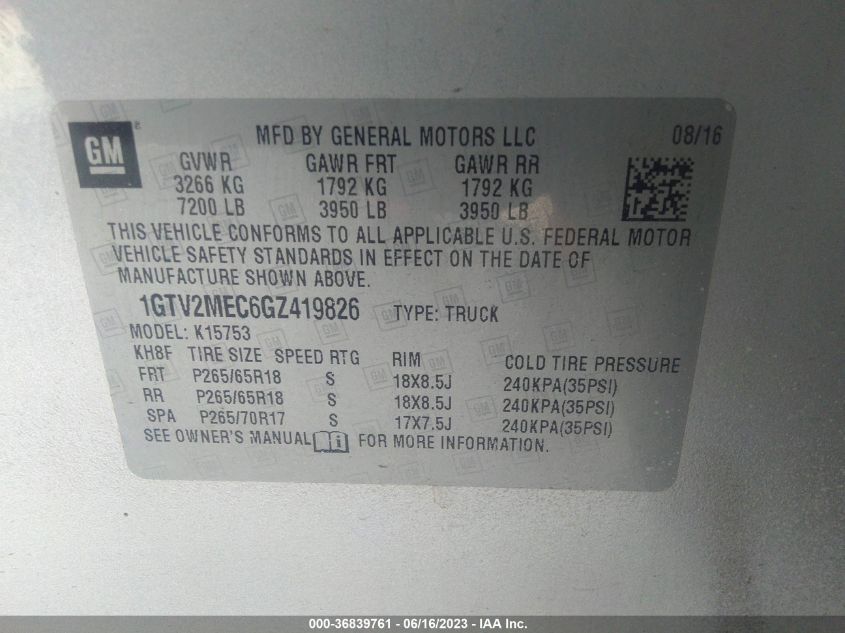 GM MFD BY GENERAL MOTORS LLC 08/16
GVWR GAWR FRT GAWR RR
3266 KG 1792 KG 1792 KG
7200 LB 3950 LB 3950 LB
THIS VEHICLE CONFORMS TO ALL APPLICABLE U.S. FEDERAL MOTOR
VEHICLE SAFETY STANDARDS IN EFFECT ON THE DATE OF
MANUFACTURE SHOWN ABOVE.
1GTV2MEC6GZ419826 TYPE: TRUCK
MODEL: K15753
KH8F TIRE SIZE SPEED RTG RIM COLD TIRE PRESSURE
FRT P265/65R18 S 18X8.5J 240KPA(35PSI)
RR P265/65R18 S 18X8.5J 240KPA(35PSI)
SPA P265/70R17 S 17X7.5J 240KPA(35PSI)
SEE OWNER'S MANUAL FOR MORE INFORMATION.
000-36839761 - 06/16/2023 - IAA Inc.